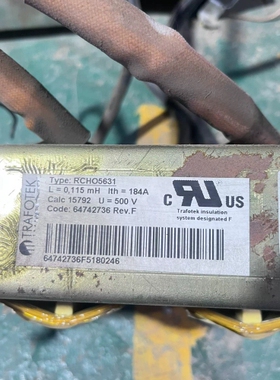 TRAFOTEK
Type: RCHO5631
L = 0,115 mH Ith = 184A
Calc 15792 U = 500 V
Code: 64742736 Rev.F
C RU US
Trafotek insulation
system designated F
64742736F5180246